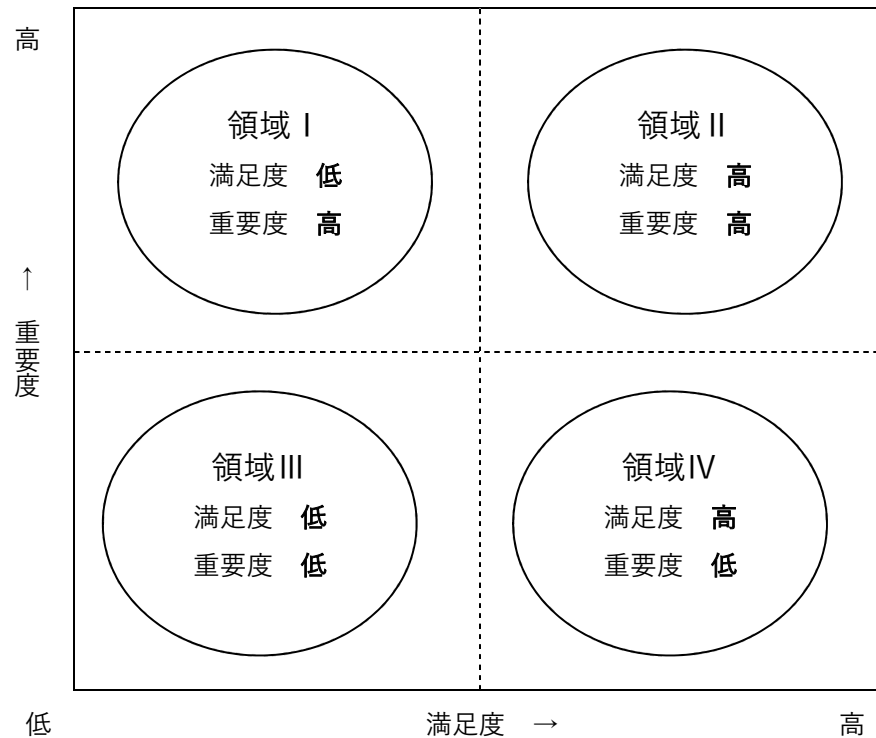 高
領域Ⅰ
満足度 低
重要度 高
領域Ⅱ
満足度 高
重要度 高
↑ 重要度
領域Ⅲ
満足度 低
重要度 低
領域Ⅳ
満足度 高
重要度 低
低
満足度 →
高